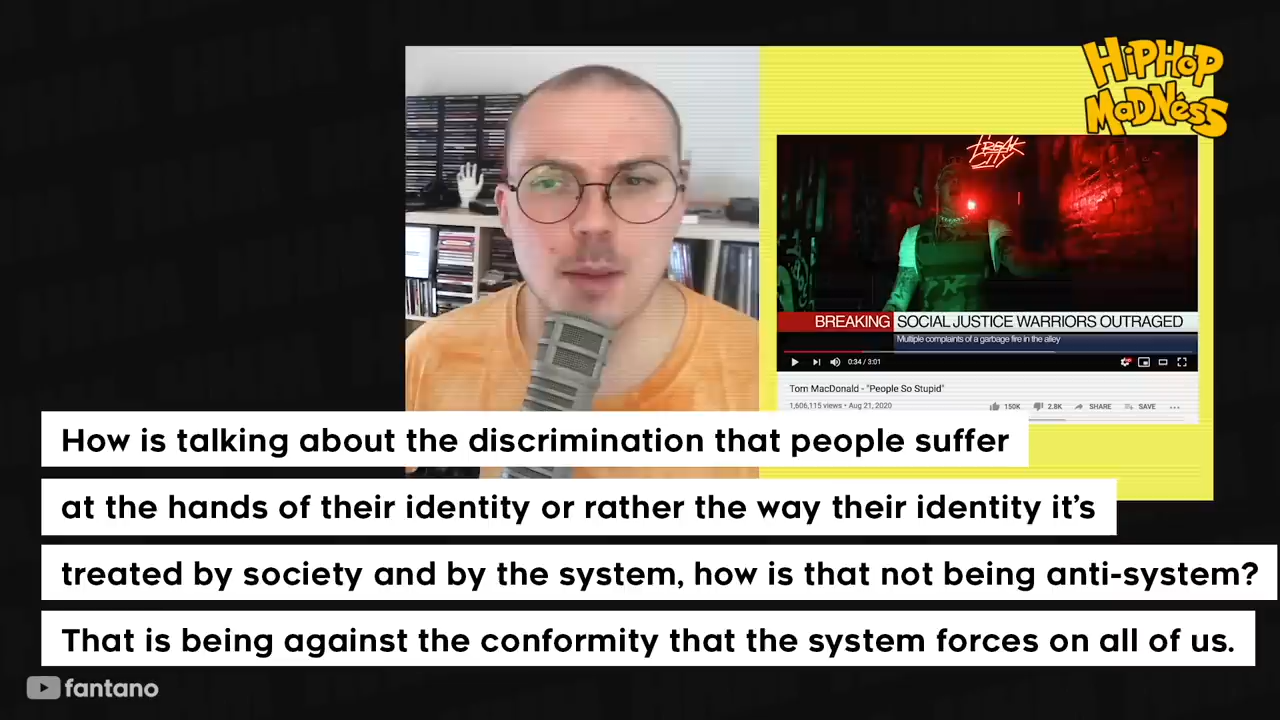 HIPHOP
MADNéSS
FREAK
CITY
BREAKING SOCIAL JUSTICE WARRIORS OUTRAGED
Multiple complaints of a garbage fire in the alley
0:34 / 3:01
Tom MacDonald - "People So Stupid"
1,606,115 views • Aug 21, 2020 150K 2.8K SHARE SAVE ...
How is talking about the discrimination that people suffer
at the hands of their identity or rather the way their identity it's
treated by society and by the system, how is that not being anti-system?
That is being against the conformity that the system forces on all of us.
fantano